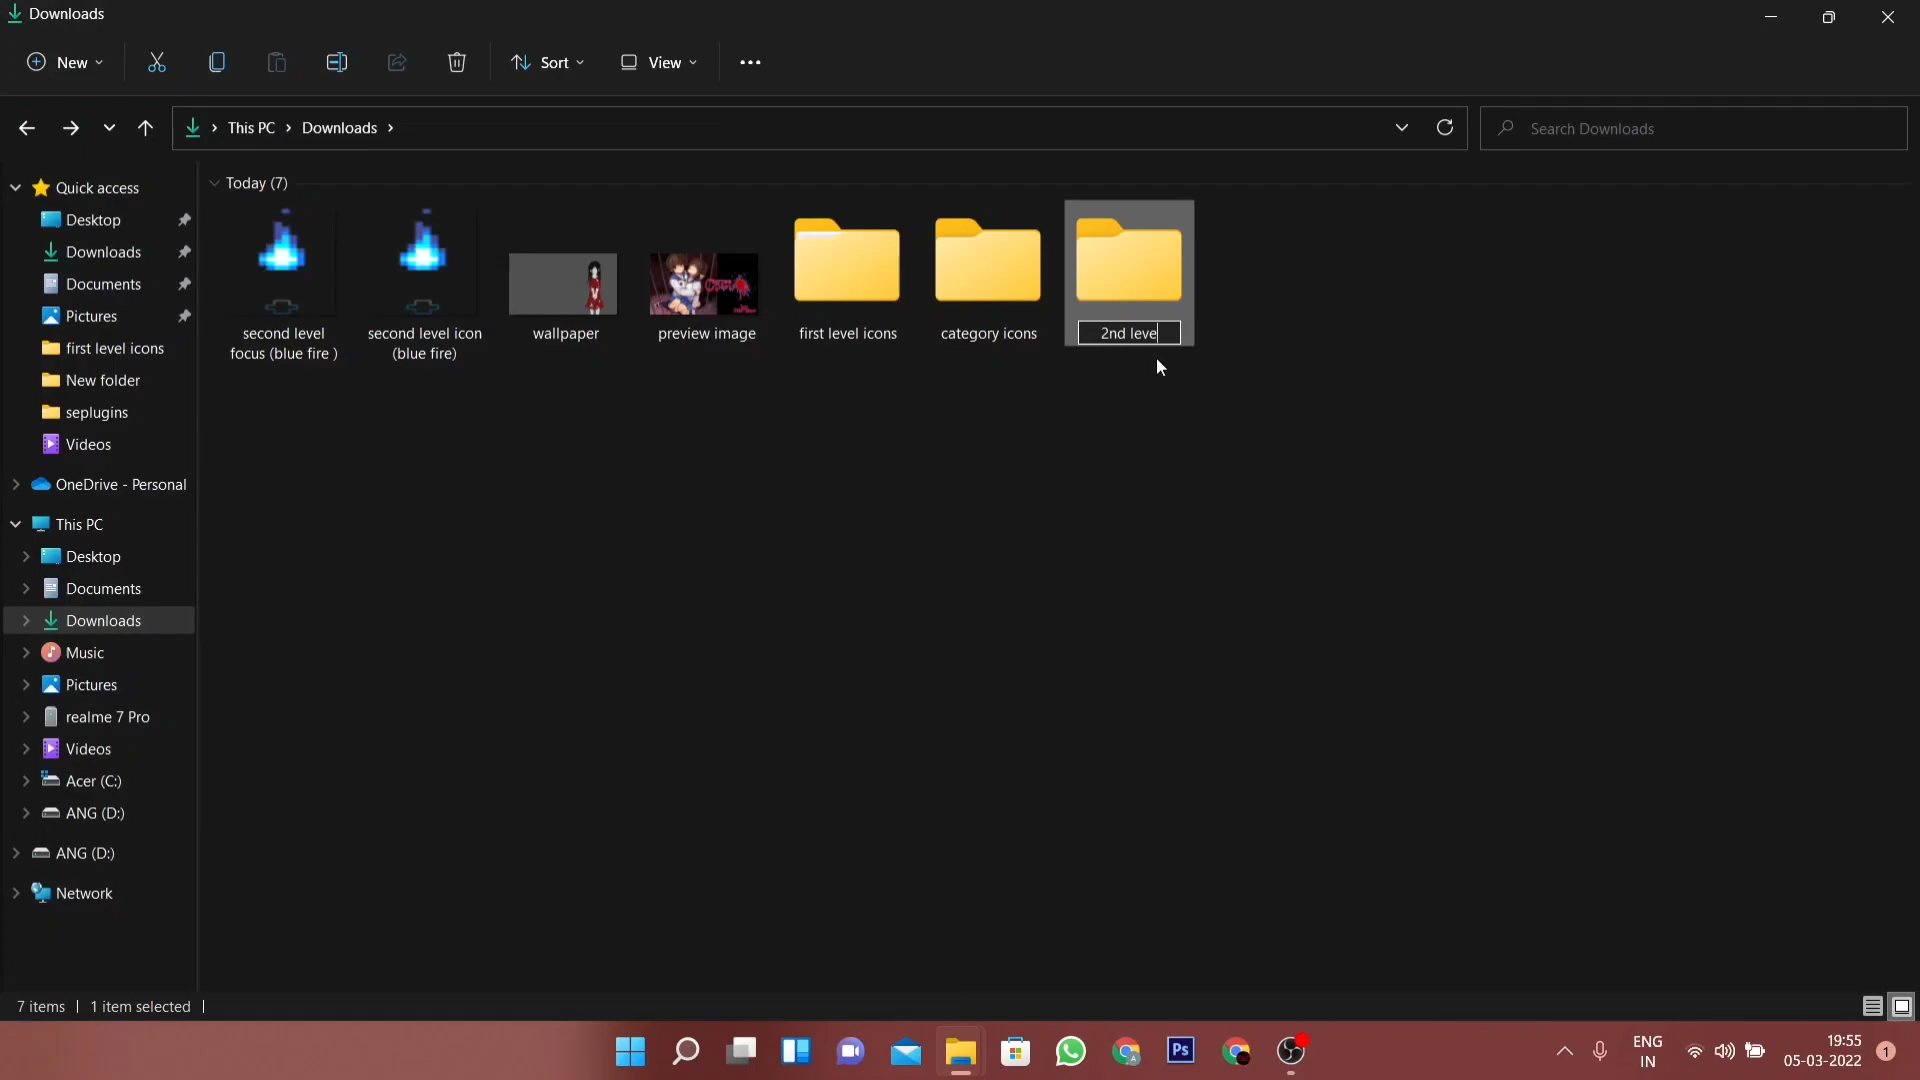 Downloads
New
Sort
View
This PC
Downloads
Search Downloads
Quick access
Desktop
Downloads
Documents
Pictures
first level icons
New folder
seplugins
Videos
OneDrive - Personal
This PC
Desktop
Documents
Downloads
Music
Pictures
realme 7 Pro
Videos
Acer (C:)
ANG (D:)
ANG (D:)
Network
Today (7)
second level
focus (blue fire )
second level icon
(blue fire)
wallpaper
preview image
first level icons
category icons
2nd leve
7 items
1 item selected
Ps
A
ENG
IN
19:55
05-03-2022
1